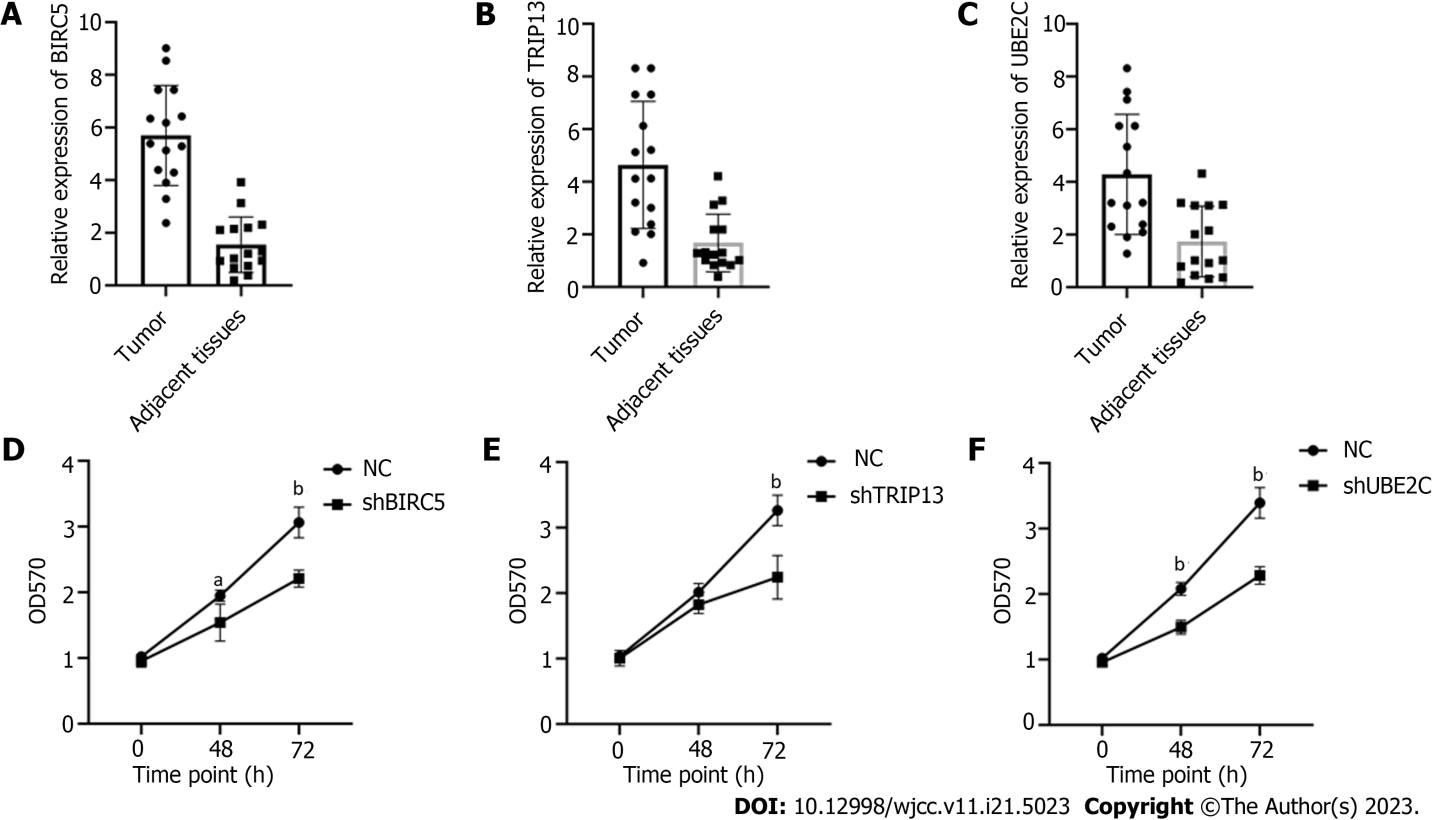 A
Relative expression of BIRC5
10
8
6
4
2
0
Tumor
Adjacent tissues
B
Relative expression of TRIP13
10
8
6
4
2
0
Tumor
Adjacent tissues
C
Relative expression of UBE2C
10
8
6
4
2
0
Tumor
Adjacent tissues
D
OD570
4
3
2
1
0
a
b
NC
shBIRC5
0 48 72
Time point (h)
E
OD570
4
3
2
1
0
b
NC
shTRIP13
0 48 72
Time point (h)
F
OD570
4
3
2
1
0
b
b
NC
shUBE2C
0 48 72
Time point (h)
DOI: 10.12998/wjcc.v11.i21.5023 Copyright ©The Author(s) 2023.